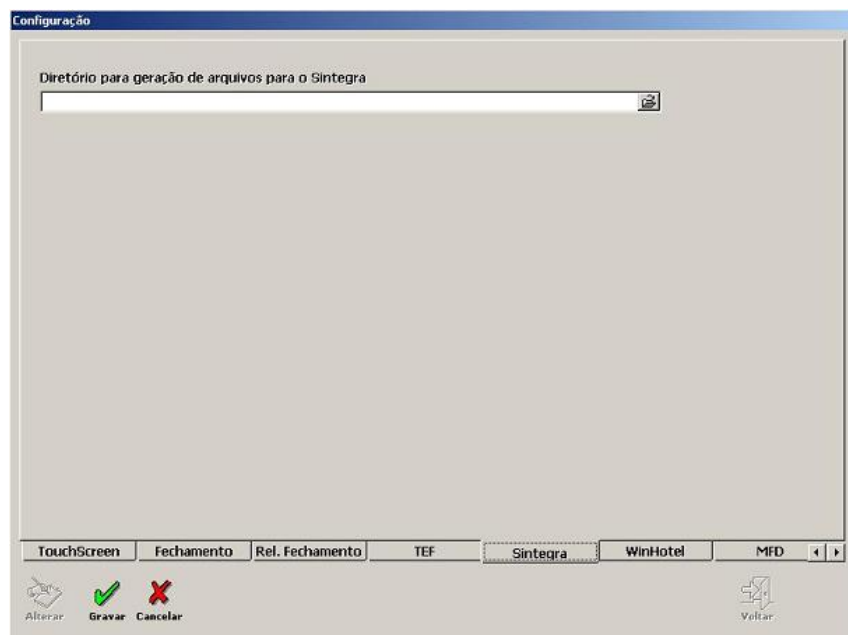 Configuração
Diretório para geração de arquivos para o Sintegra
TouchScreen Fechamento Rel. Fechamento TEF Sintegra WinHotel MFD
Alterar Gravar Cancelar Voltar